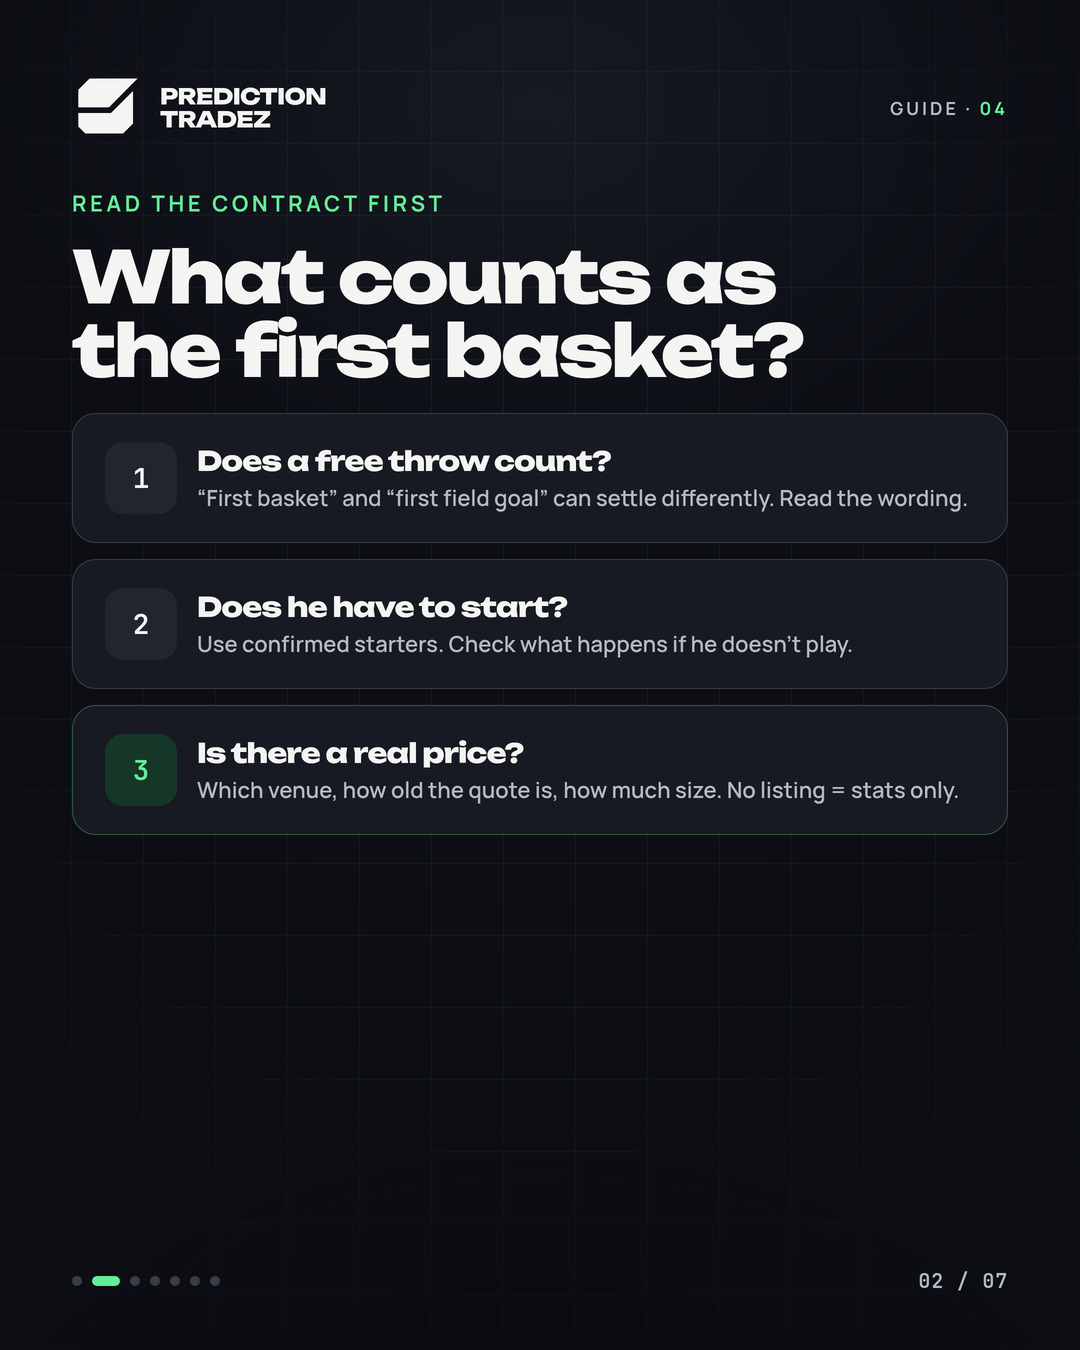 PREDICTION
TRADEZ
GUIDE · 04
READ THE CONTRACT FIRST
What counts as
the first basket?
1
Does a free throw count?
“First basket” and “first field goal” can settle differently. Read the wording.
2
Does he have to start?
Use confirmed starters. Check what happens if he doesn’t play.
3
Is there a real price?
Which venue, how old the quote is, how much size. No listing = stats only.
02 / 07